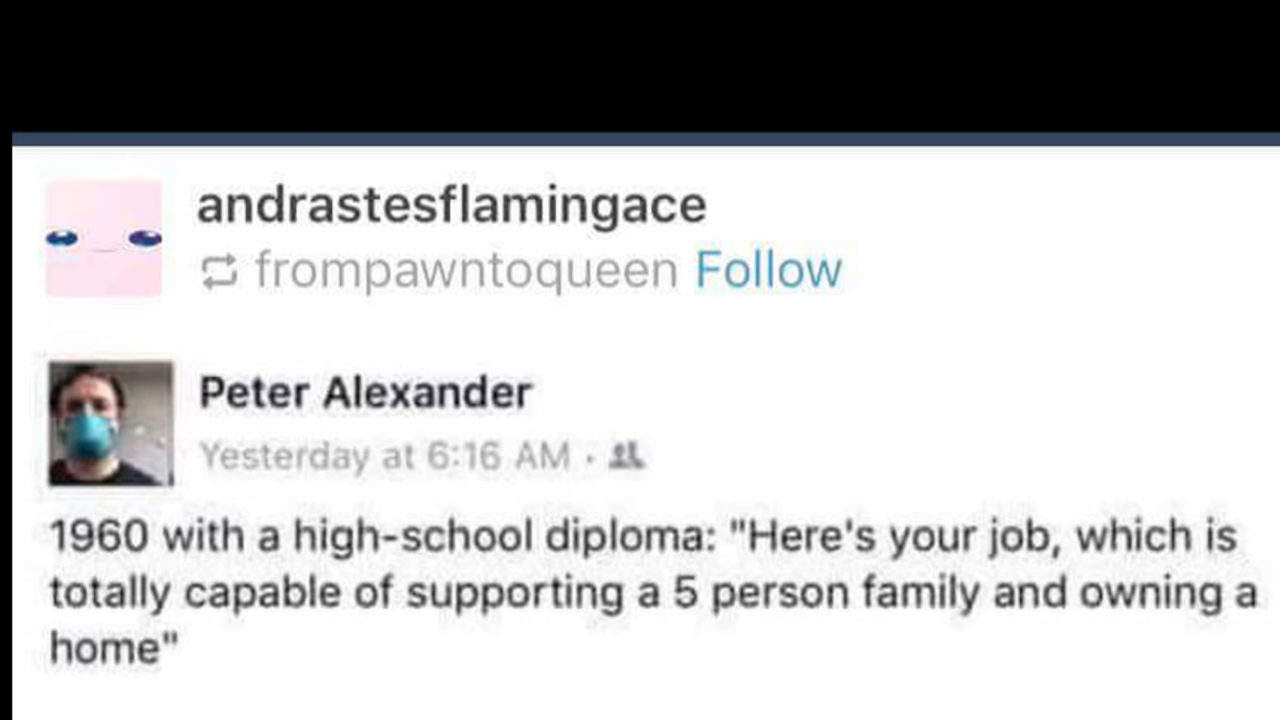 andrastesflamingace
frompawntoqueen Follow
Peter Alexander
Yesterday at 6:16 AM ·
1960 with a high-school diploma: "Here's your job, which is
totally capable of supporting a 5 person family and owning a
home"